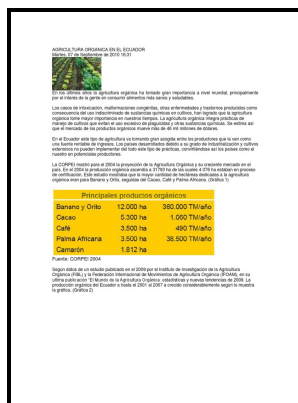 AGRICULTURA ORGANICA EN EL ECUADOR
Martes, 07 de Septiembre de 2010 16:31
En los últimos años la agricultura orgánica ha tomado gran importancia a nivel mundial, principalmente
por el interés de la gente en consumir alimentos más sanos y saludables.
Los casos de intoxicación, malformaciones congénitas, otras enfermedades y trastornos producidos como
consecuencia del uso indiscriminado de sustancias químicas en cultivos, han logrado que la agricultura
orgánica tome mayor importancia en nuestros tiempos. La agricultura orgánica integra prácticas de
manejo de cultivos que evitan el uso excesivo de plaguicidas y otras sustancias químicas. Se estima así
que el mercado de los productos orgánicos mueve más de 46 mil millones de dólares.
En el Ecuador este tipo de agricultura va tomando gran acogida entre los productores que la ven como
una fuente rentable de ingresos. Los países desarrollados debido a su grado de industrialización y cultivos
extensivos no pueden implementar del todo este tipo de prácticas, convirtiéndose así los países como el
nuestro en potenciales productores.
La CORPEI mostró para el 2004 la proyección de la Agricultura Orgánica y su creciente mercado en el
país. En el 2004 la producción orgánica ascendía a 31763 ha de las cuales 4 076 ha estaban en proceso
de certificación. Este estudio mostraba que la mayor cantidad de hectáreas dedicadas a la agricultura
orgánica eran para Banano y Orito, seguidas del Cacao, Café y Palma Africana. (Gráfico 1)
Principales productos orgánicos
Banano y Orito 12.000 ha 360.000 TM/año
Cacao 5.300 ha 1.000 TM/año
Café 3.500 ha 490 TM/año
Palma Africana 3.500 ha 38.500 TM/año
Camarón 1.812 ha
Fuente: CORPEI 2004
Según datos de un estudio publicado en el 2009 por el Instituto de Investigación de la Agricultura
Orgánica (FiBL) y la Federación Internacional de Movimientos de Agricultura Orgánica (IFOAM), en su
última publicación "El Mundo de la Agricultura Orgánica: estadísticas y nuevas tendencias de 2009. La
producción orgánica del Ecuador a hasta el 2001 al 2007 a crecido considerablemente según lo muestra
la gráfica. (Gráfica 2)